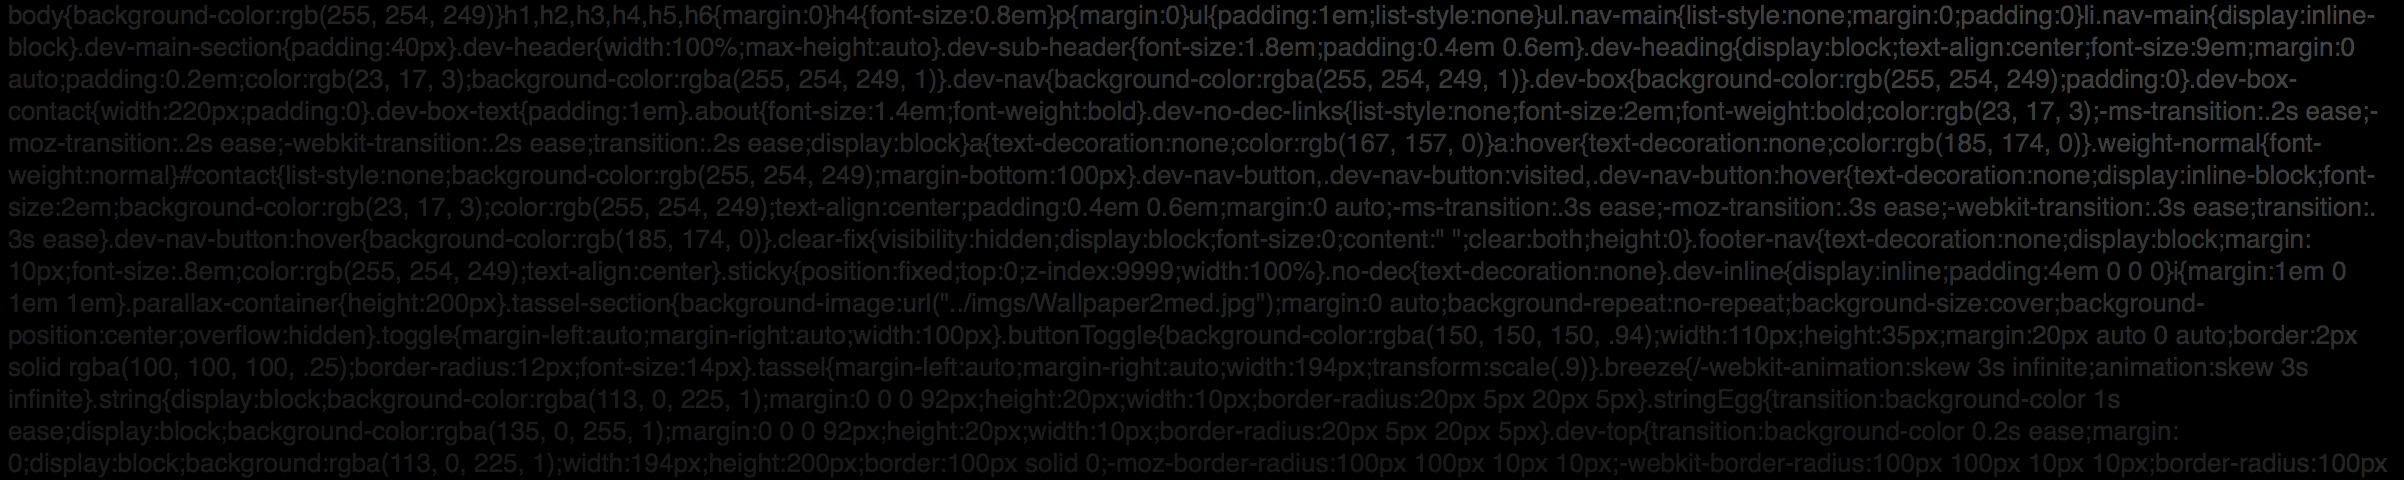 body{background-color:rgb(255, 254, 249)}h1,h2,h3,h4,h5,h6{margin:0}h4{font-size:0.8em}p{margin:0}ul{padding:1em;list-style:none}ul.nav-main{list-style:none;margin:0;padding:0}li.nav-main{display:inline-
block}.dev-main-section{padding:40px}.dev-header{width:100%;max-height:auto}.dev-sub-header{font-size:1.8em;padding:0.4em 0.6em}.dev-heading{display:block;text-align:center;font-size:9em;margin:0
auto;padding:0.2em;color:rgb(23, 17, 3);background-color:rgba(255, 254, 249, 1)}.dev-nav{background-color:rgba(255, 254, 249, 1)}.dev-box{background-color:rgb(255, 254, 249);padding:0}.dev-box-
contact{width:220px;padding:0}.dev-box-text{padding:1em}.about{font-size:1.4em;font-weight:bold}.dev-no-dec-links{list-style:none;font-size:2em;font-weight:bold;color:rgb(23, 17, 3);-ms-transition:.2s ease;-
moz-transition:.2s ease;-webkit-transition:.2s ease;transition:.2s ease;display:block}a{text-decoration:none;color:rgb(167, 157, 0)}a:hover{text-decoration:none;color:rgb(185, 174, 0)}.weight-normal{font-
weight:normal}#contact{list-style:none;background-color:rgb(255, 254, 249);margin-bottom:100px}.dev-nav-button,.dev-nav-button:visited,.dev-nav-button:hover{text-decoration:none;display:inline-block;font-
size:2em;background-color:rgb(23, 17, 3);color:rgb(255, 254, 249);text-align:center;padding:0.4em 0.6em;margin:0 auto;-ms-transition:.3s ease;-moz-transition:.3s ease;-webkit-transition:.3s ease;transition:.
3s ease}.dev-nav-button:hover{background-color:rgb(185, 174, 0)}.clear-fix{visibility:hidden;display:block;font-size:0;content:" ";clear:both;height:0}.footer-nav{text-decoration:none;display:block;margin:
10px;font-size:.8em;color:rgb(255, 254, 249);text-align:center}.sticky{position:fixed;top:0;z-index:9999;width:100%}.no-dec{text-decoration:none}.dev-inline{display:inline;padding:4em 0 0 0}i{margin:1em 0
1em 1em}.parallax-container{height:200px}.tassel-section{background-image:url("../imgs/Wallpaper2med.jpg");margin:0 auto;background-repeat:no-repeat;background-size:cover;background-
position:center;overflow:hidden}.toggle{margin-left:auto;margin-right:auto;width:100px}.buttonToggle{background-color:rgba(150, 150, 150, .94);width:110px;height:35px;margin:20px auto 0 auto;border:2px
solid rgba(100, 100, 100, .25);border-radius:12px;font-size:14px}.tassel{margin-left:auto;margin-right:auto;width:194px;transform:scale(.9)}.breeze{/-webkit-animation:skew 3s infinite;animation:skew 3s
infinite}.string{display:block;background-color:rgba(113, 0, 225, 1);margin:0 0 0 92px;height:20px;width:10px;border-radius:20px 5px 20px 5px}.stringEgg{transition:background-color 1s
ease;display:block;background-color:rgba(135, 0, 255, 1);margin:0 0 0 92px;height:20px;width:10px;border-radius:20px 5px 20px 5px}.dev-top{transition:background-color 0.2s ease;margin:
0;display:block;background:rgba(113, 0, 225, 1);width:194px;height:200px;border:100px solid 0;-moz-border-radius:100px 100px 10px 10px;-webkit-border-radius:100px 100px 10px 10px;border-radius:100px